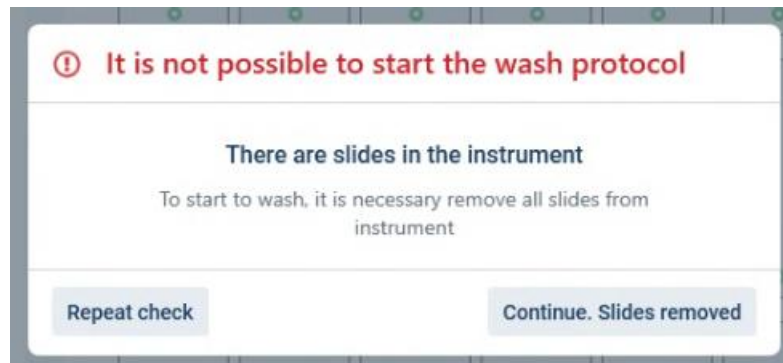 It is not possible to start the wash protocol
There are slides in the instrument
To start to wash, it is necessary remove all slides from
instrument
Repeat check
Continue. Slides removed